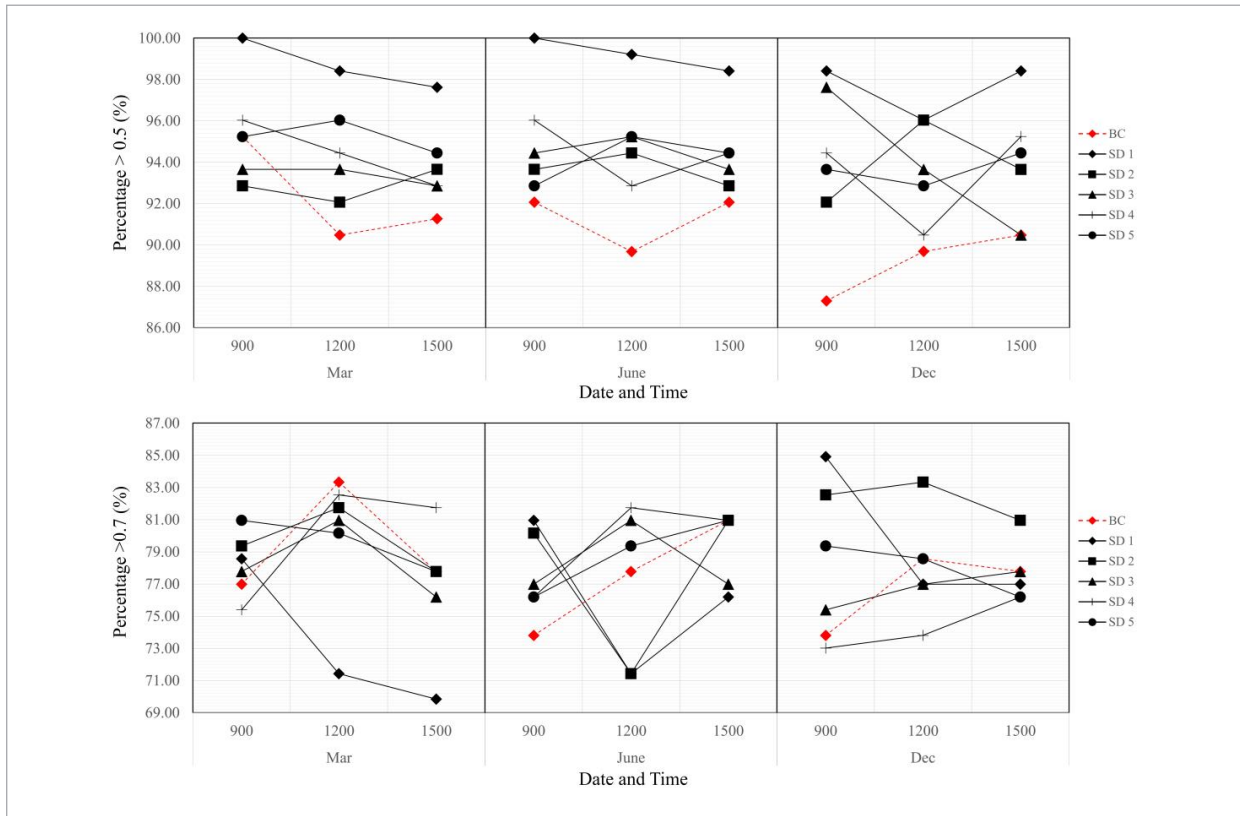 Percentage > 0.5 (%)
100.00
98.00
96.00
94.00
92.00
90.00
88.00
86.00
900 1200 1500 900 1200 1500 900 1200 1500
Mar June Dec
Date and Time
BC
SD 1
SD 2
SD 3
SD 4
SD 5
Percentage >0.7 (%)
87.00
85.00
83.00
81.00
79.00
77.00
75.00
73.00
71.00
69.00
900 1200 1500 900 1200 1500 900 1200 1500
Mar June Dec
Date and Time
BC
SD 1
SD 2
SD 3
SD 4
SD 5